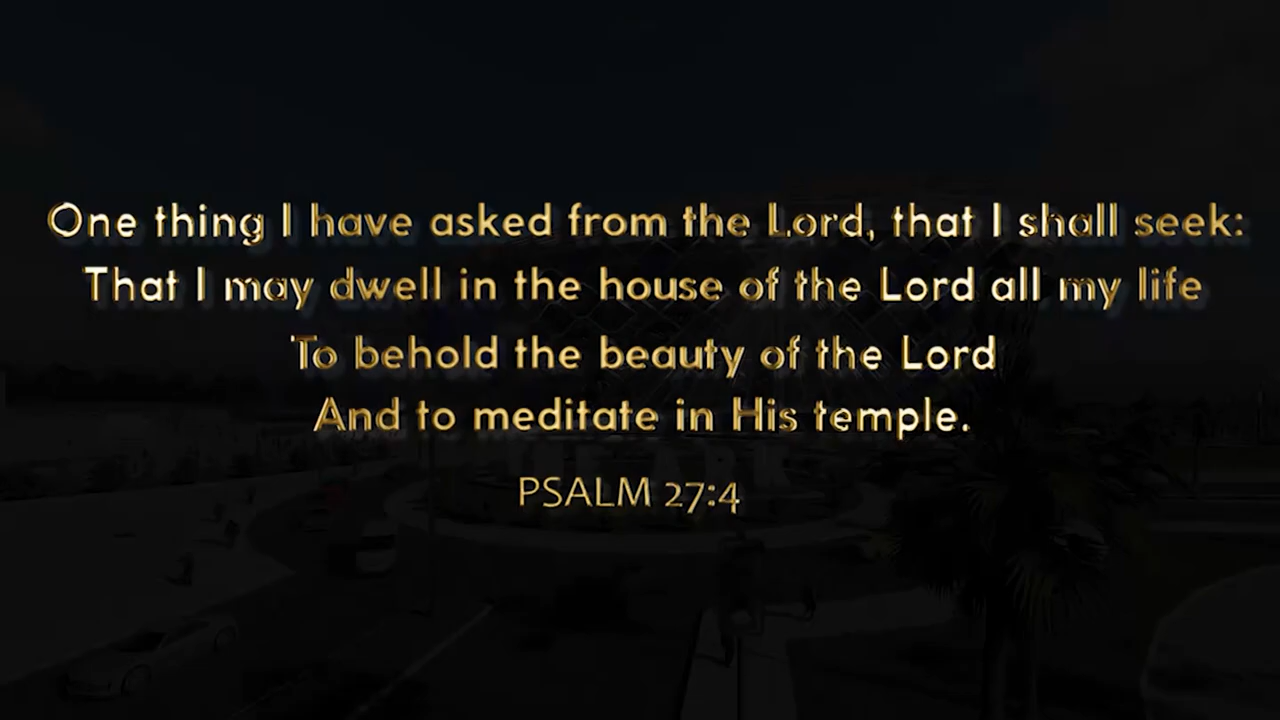 One thing I have asked from the Lord, that I shall seek:
That I may dwell in the house of the Lord all my life
To behold the beauty of the Lord
And to meditate in His temple.
PSALM 27:4